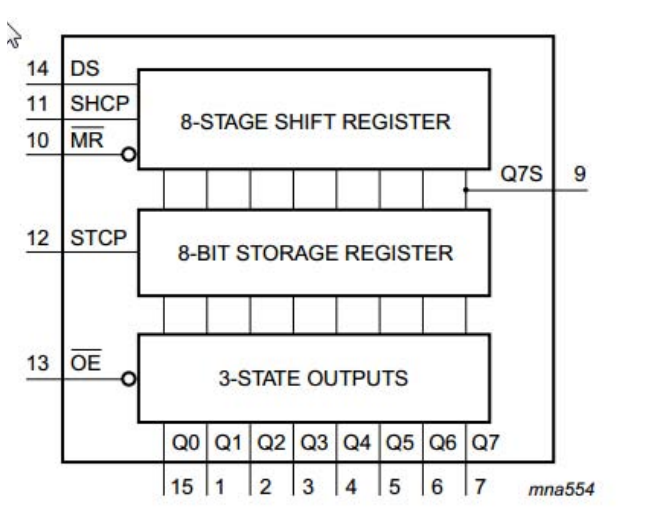 14 DS
11 SHCP
8-STAGE SHIFT REGISTER
10 MR
Q7S 9
12 STCP
8-BIT STORAGE REGISTER
13 OE
3-STATE OUTPUTS
Q0 Q1 Q2 Q3 Q4 Q5 Q6 Q7
15 1 2 3 4 5 6 7
mna554